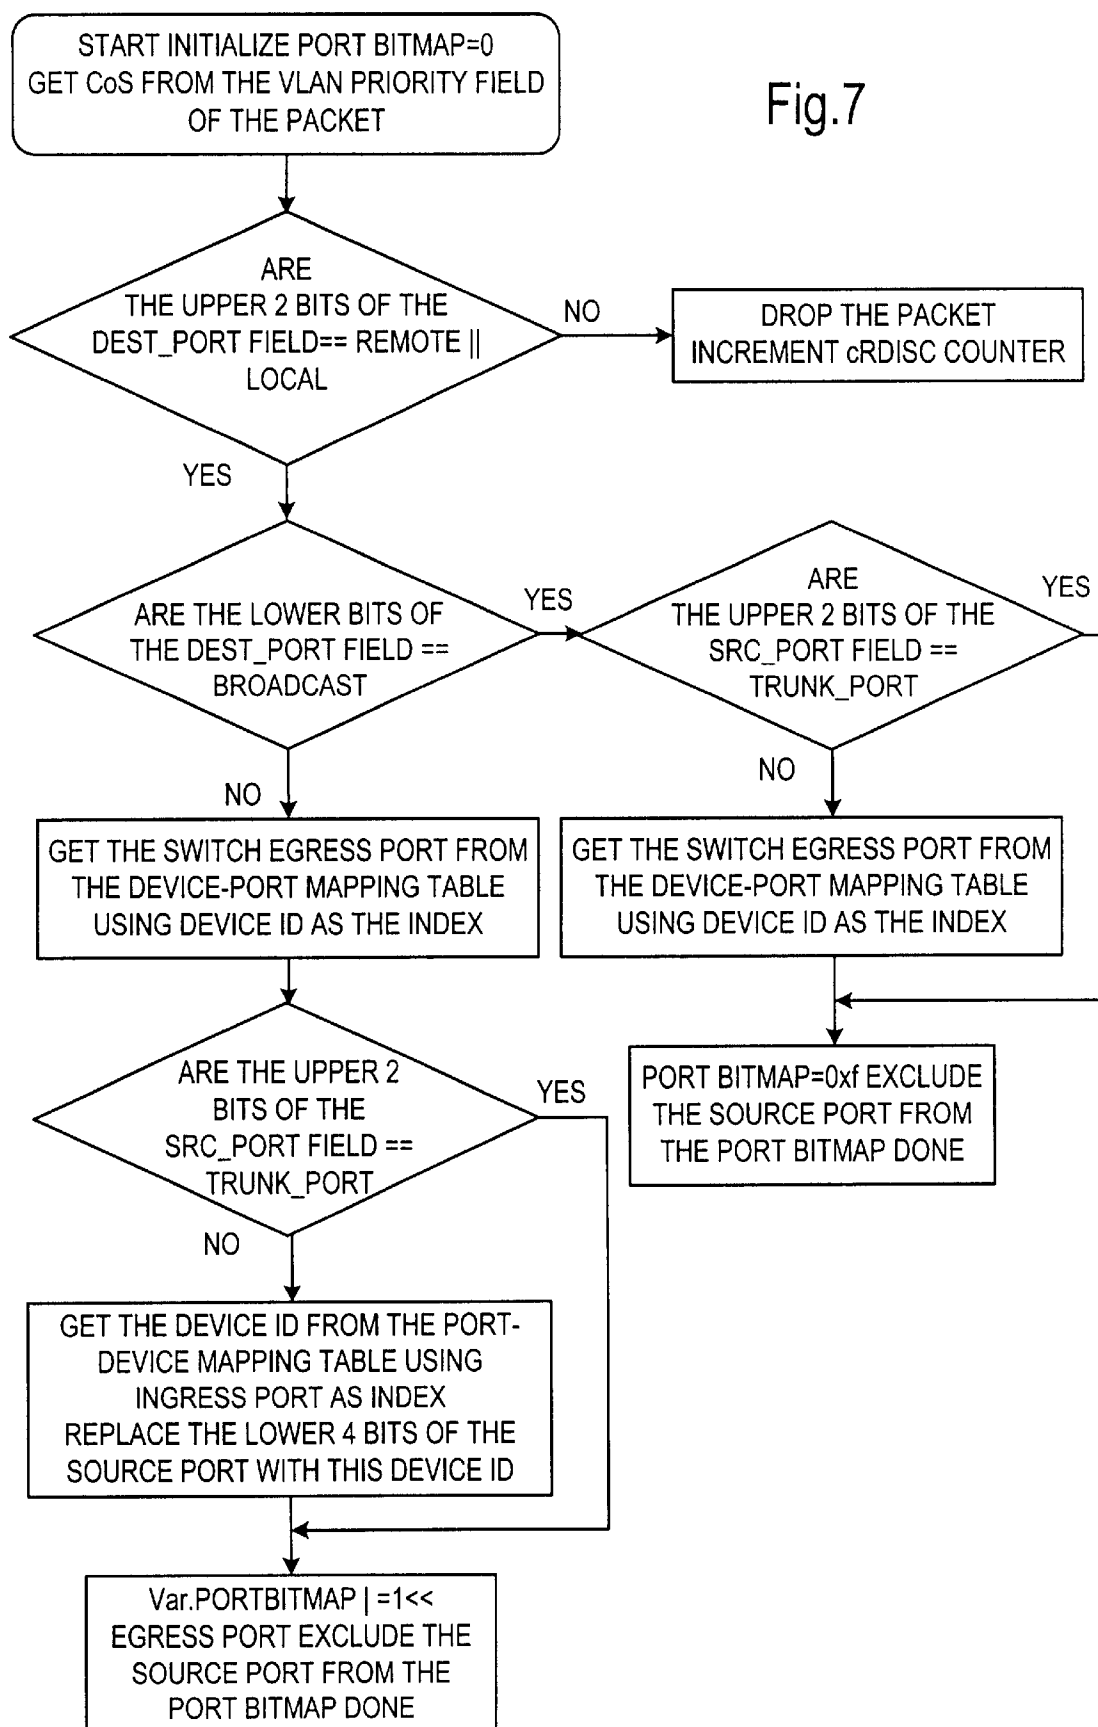 START INITIALIZE PORT BITMAP=0
GET CoS FROM THE VLAN PRIORITY FIELD
OF THE PACKET
Fig.7
ARE
THE UPPER 2 BITS OF THE
DEST_PORT FIELD== REMOTE ||
LOCAL
NO
DROP THE PACKET
INCREMENT cRDISC COUNTER
YES
ARE THE LOWER BITS OF
THE DEST_PORT FIELD ==
BROADCAST
YES
ARE
THE UPPER 2 BITS OF THE
SRC_PORT FIELD ==
TRUNK_PORT
YES
NO
NO
GET THE SWITCH EGRESS PORT FROM
THE DEVICE-PORT MAPPING TABLE
USING DEVICE ID AS THE INDEX
GET THE SWITCH EGRESS PORT FROM
THE DEVICE-PORT MAPPING TABLE
USING DEVICE ID AS THE INDEX
ARE THE UPPER 2
BITS OF THE
SRC_PORT FIELD ==
TRUNK_PORT
YES
PORT BITMAP=0xf EXCLUDE
THE SOURCE PORT FROM
THE PORT BITMAP DONE
NO
GET THE DEVICE ID FROM THE PORT-
DEVICE MAPPING TABLE USING
INGRESS PORT AS INDEX
REPLACE THE LOWER 4 BITS OF THE
SOURCE PORT WITH THIS DEVICE ID
Var.PORTBITMAP | =1<<
EGRESS PORT EXCLUDE THE
SOURCE PORT FROM THE
PORT BITMAP DONE